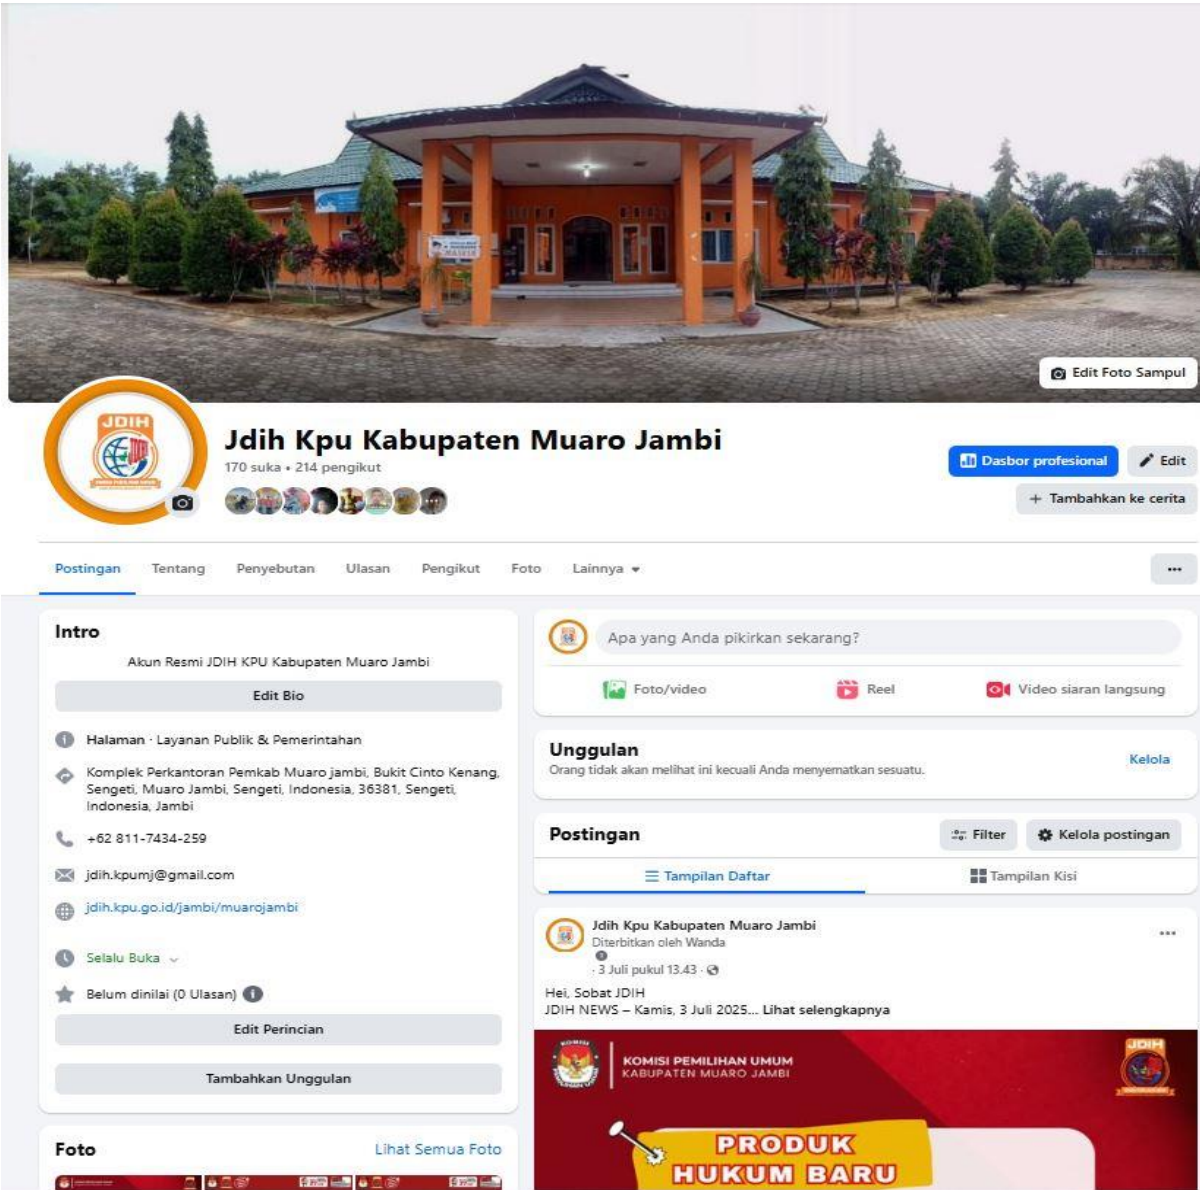 Edit Foto Sampul
JDIH
Jdih Kpu Kabupaten Muaro Jambi
170 suka • 214 pengikut
Dasbor profesional
Edit
+ Tambahkan ke cerita
Postingan Tentang Penyebutan Ulasan Pengikut Foto Lainnya
Intro
Akun Resmi JDIH KPU Kabupaten Muaro Jambi
Edit Bio
Halaman · Layanan Publik & Pemerintahan
Komplek Perkantoran Pemkab Muaro jambi, Bukit Cinto Kenang,
Sengeti, Muaro Jambi, Sengeti, Indonesia, 36381, Sengeti,
Indonesia, Jambi
+62 811-7434-259
jdih.kpumj@gmail.com
jdih.kpu.go.id/jambi/muarojambi
Selalu Buka
Belum dinilai (0 Ulasan)
Edit Perincian
Tambahkan Unggulan
Foto
Lihat Semua Foto
Apa yang Anda pikirkan sekarang?
Foto/video
Reel
Video siaran langsung
Unggulan
Orang tidak akan melihat ini kecuali Anda menyematkan sesuatu.
Kelola
Postingan
Filter
Kelola postingan
Tampilan Daftar
Tampilan Kisi
Jdih Kpu Kabupaten Muaro Jambi
Diterbitkan oleh Wanda
· 3 Juli pukul 13.43 ·
Hei, Sobat JDIH
JDIH NEWS – Kamis, 3 Juli 2025... Lihat selengkapnya
KOMISI
PEMILIHAN UMUM
KOMISI PEMILIHAN UMUM
KABUPATEN MUARO JAMBI
JDIH
PRODUK
HUKUM BARU